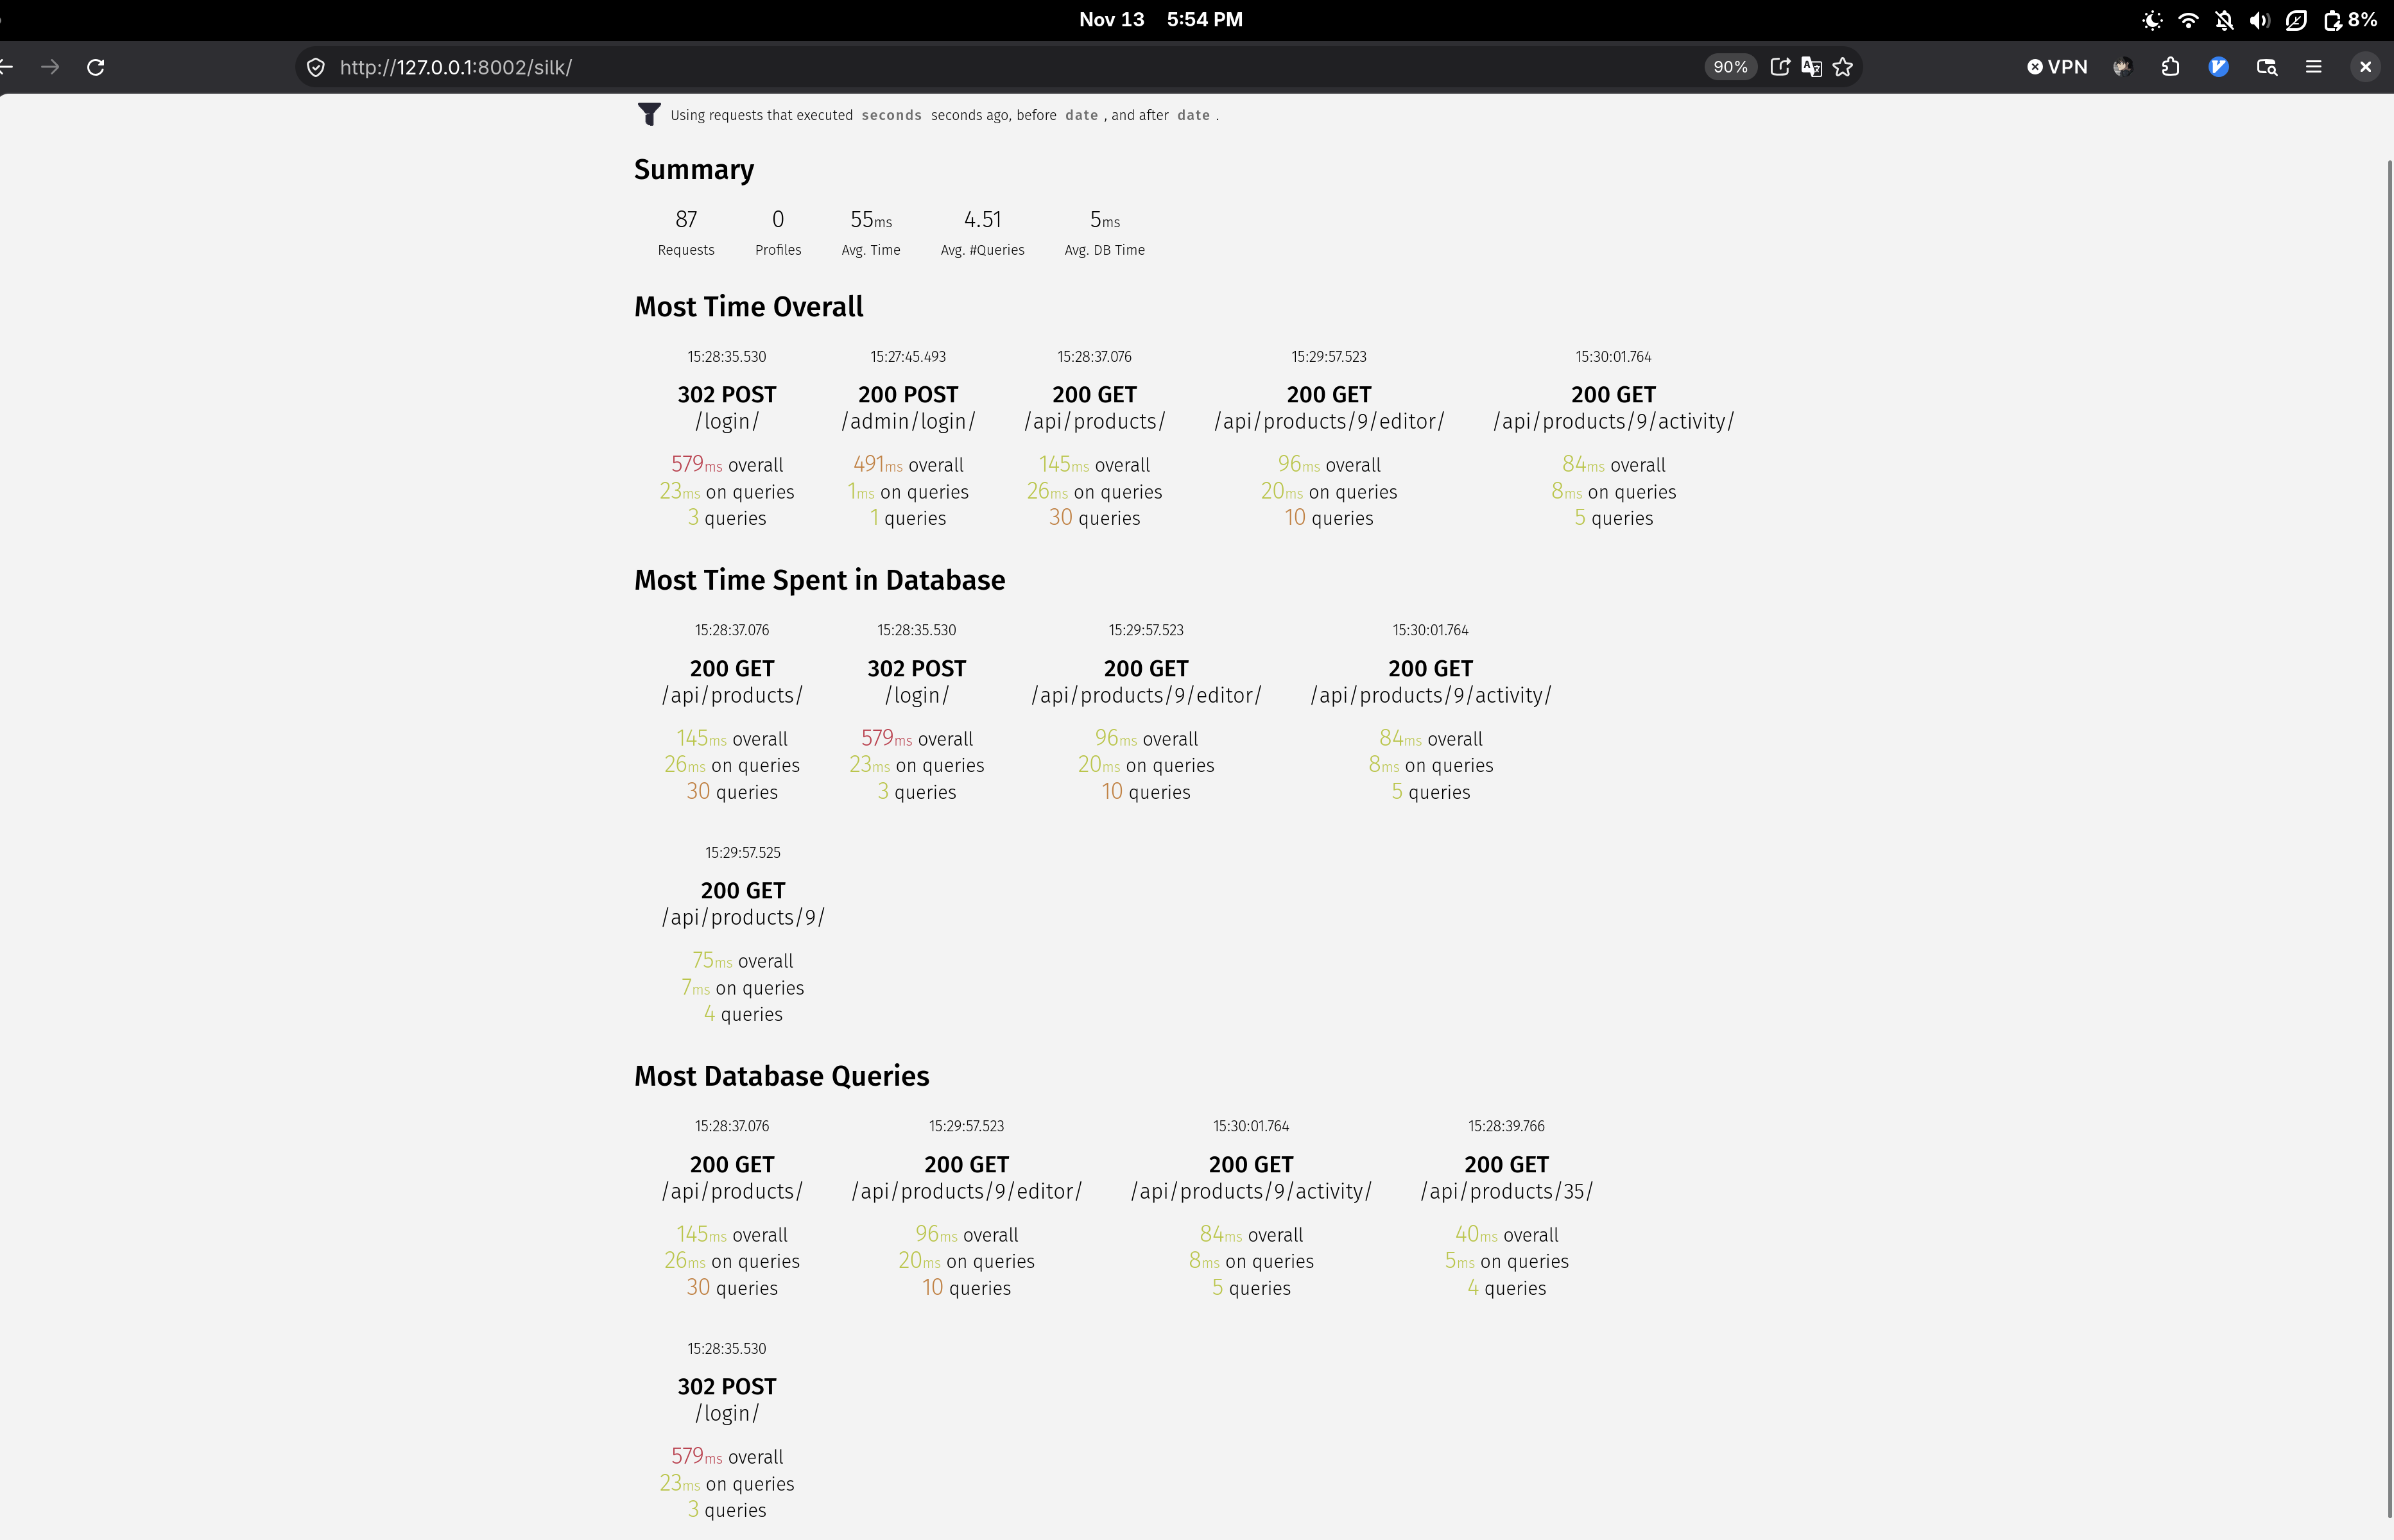 Nov 13 5:54 PM
8%
http://127.0.0.1:8002/silk/
90%
VPN
Using requests that executed seconds seconds ago, before date , and after date .
Summary
87 0 55ms 4.51 5ms
Requests Profiles Avg. Time Avg. #Queries Avg. DB Time
Most Time Overall
15:28:35.530 15:27:45.493 15:28:37.076 15:29:57.523 15:30:01.764
302 POST 200 POST 200 GET 200 GET 200 GET
/login/ /admin/login/ /api/products/ /api/products/9/editor/ /api/products/9/activity/
579ms overall 491ms overall 145ms overall 96ms overall 84ms overall
23ms on queries 1ms on queries 26ms on queries 20ms on queries 8ms on queries
3 queries 1 queries 30 queries 10 queries 5 queries
Most Time Spent in Database
15:28:37.076 15:28:35.530 15:29:57.523 15:30:01.764
200 GET 302 POST 200 GET 200 GET
/api/products/ /login/ /api/products/9/editor/ /api/products/9/activity/
145ms overall 579ms overall 96ms overall 84ms overall
26ms on queries 23ms on queries 20ms on queries 8ms on queries
30 queries 3 queries 10 queries 5 queries
15:29:57.525
200 GET
/api/products/9/
75ms overall
7ms on queries
4 queries
Most Database Queries
15:28:37.076 15:29:57.523 15:30:01.764 15:28:39.766
200 GET 200 GET 200 GET 200 GET
/api/products/ /api/products/9/editor/ /api/products/9/activity/ /api/products/35/
145ms overall 96ms overall 84ms overall 40ms overall
26ms on queries 20ms on queries 8ms on queries 5ms on queries
30 queries 10 queries 5 queries 4 queries
15:28:35.530
302 POST
/login/
579ms overall
23ms on queries
3 queries